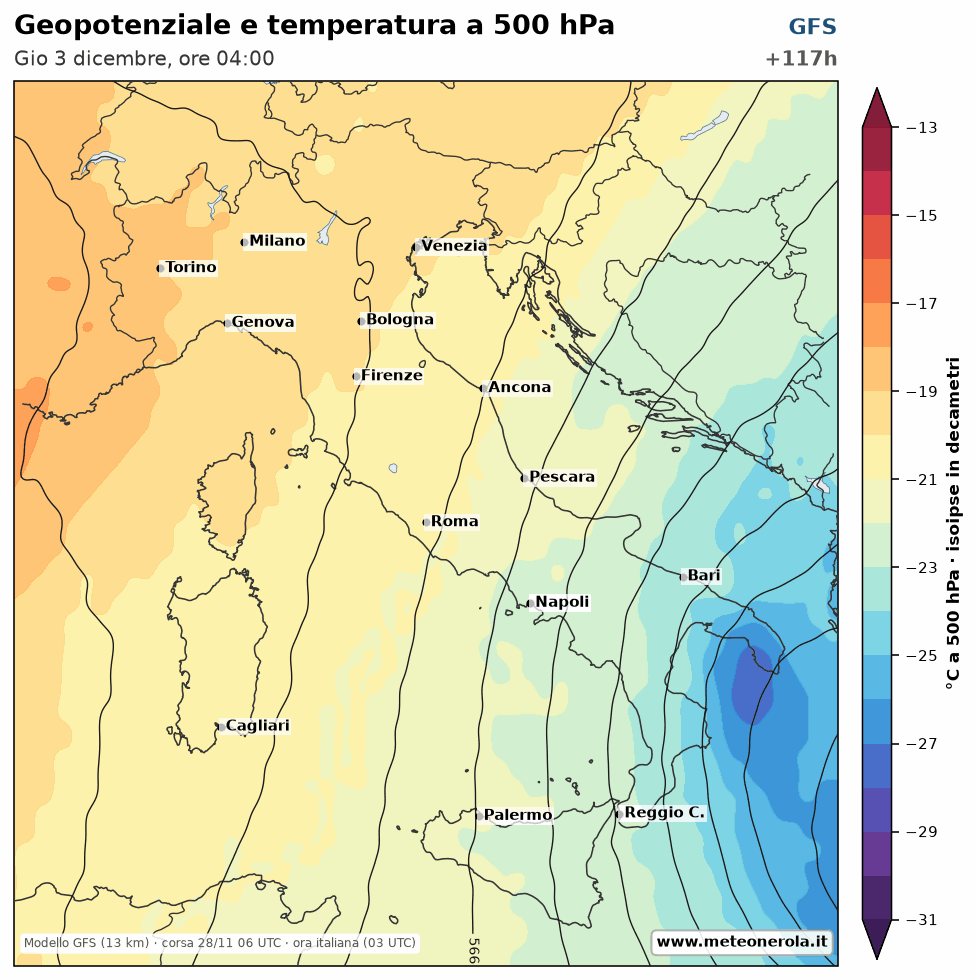 Geopotenziale e temperatura a 500 hPa
GFS
Gio 3 dicembre, ore 04:00
+117h
Milano
Venezia
Torino
Genova
Bologna
Firenze
Ancona
Pescara
Roma
Bari
Napoli
Cagliari
Palermo
Reggio C.
566
Modello GFS (13 km) · corsa 28/11 06 UTC · ora italiana (03 UTC)
www.meteonerola.it
−13
−15
−17
−19
−21
−23
−25
−27
−29
−31
°C a 500 hPa · isoipse in decametri